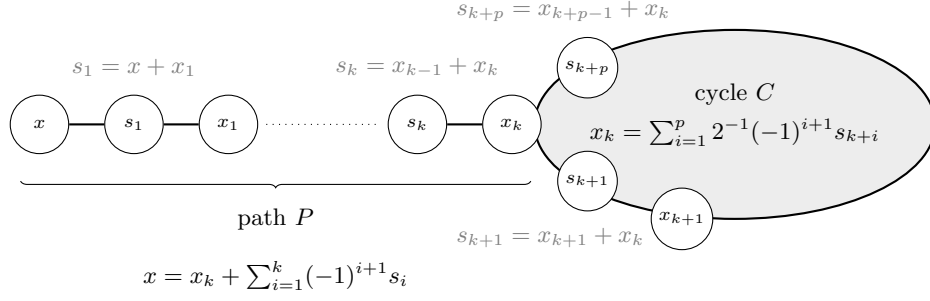 s_{k+p} = x_{k+p-1} + x_k
s_1 = x + x_1
s_k = x_{k-1} + x_k
s_{k+p}
cycle C
x_k = \sum_{i=1}^{p} 2^{-1}(-1)^{i+1} s_{k+i}
x
s_1
x_1
s_k
x_k
s_{k+1}
x_{k+1}
path P
s_{k+1} = x_{k+1} + x_k
x = x_k + \sum_{i=1}^{k} (-1)^{i+1} s_i